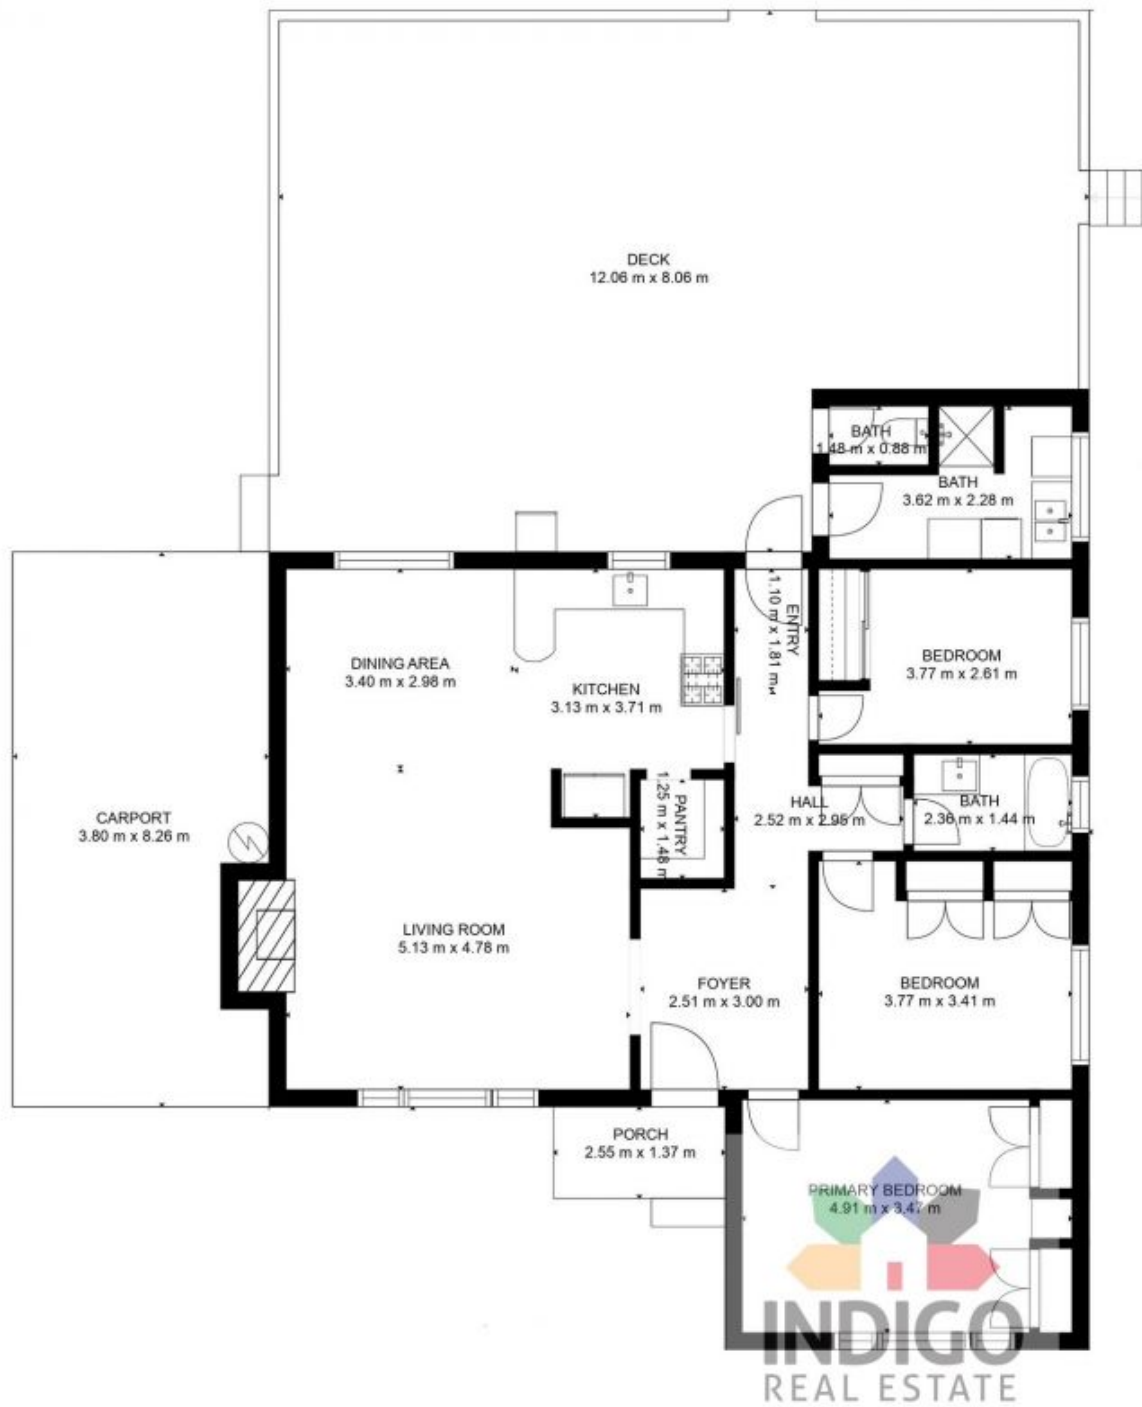 DECK
12.06 m x 8.06 m
BATH
1.48 m x 0.88 m
BATH
3.62 m x 2.28 m
ENTRY
1.10 m x 1.81 m
DINING AREA
3.40 m x 2.98 m
KITCHEN
3.13 m x 3.71 m
BEDROOM
3.77 m x 2.61 m
CARPORT
3.80 m x 8.26 m
PANTRY
1.25 m x 1.48 m
HALL
2.52 m x 2.95 m
BATH
2.36 m x 1.44 m
LIVING ROOM
5.13 m x 4.78 m
FOYER
2.51 m x 3.00 m
BEDROOM
3.77 m x 3.41 m
PORCH
2.55 m x 1.37 m
PRIMARY BEDROOM
4.91 m x 3.47 m
INDIGO
REAL ESTATE